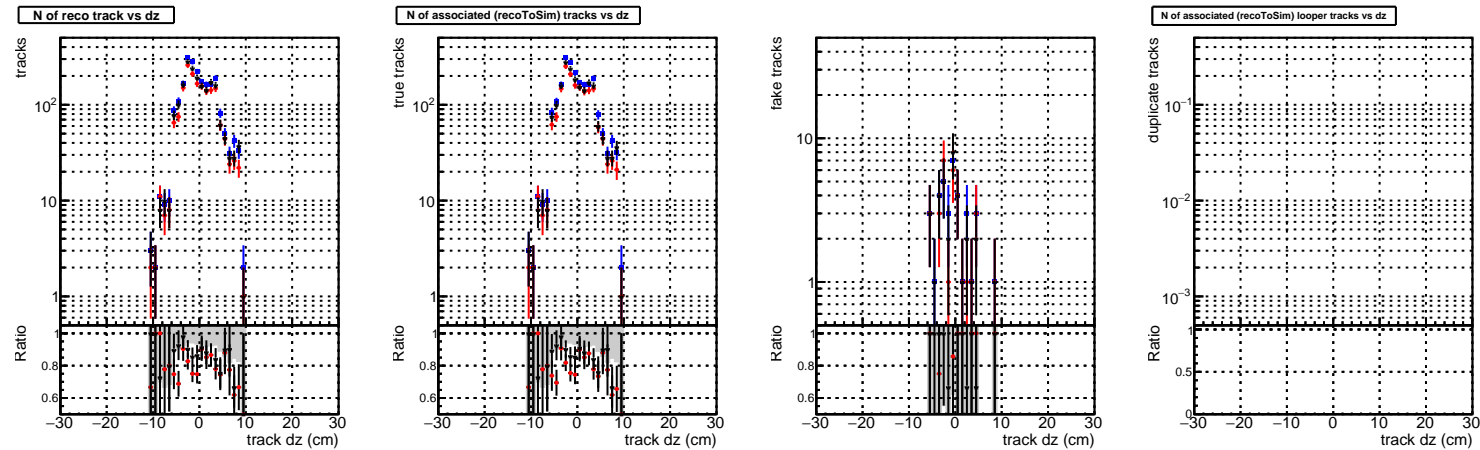 N of reco track vs dz
tracks
10²
10
1
Ratio
1
0.8
0.6
−30 −20 −10 0 10 20 30
track dz (cm)
N of associated (recoToSim) tracks vs dz
true tracks
10²
10
1
Ratio
1
0.8
0.6
−30 −20 −10 0 10 20 30
track dz (cm)
fake tracks
10
1
Ratio
1
0.8
0.6
−30 −20 −10 0 10 20 30
track dz (cm)
N of associated (recoToSim) looper tracks vs dz
duplicate tracks
10⁻¹
10⁻²
10⁻³
Ratio
1
0.5
0
−30 −20 −10 0 10 20 30
track dz (cm)